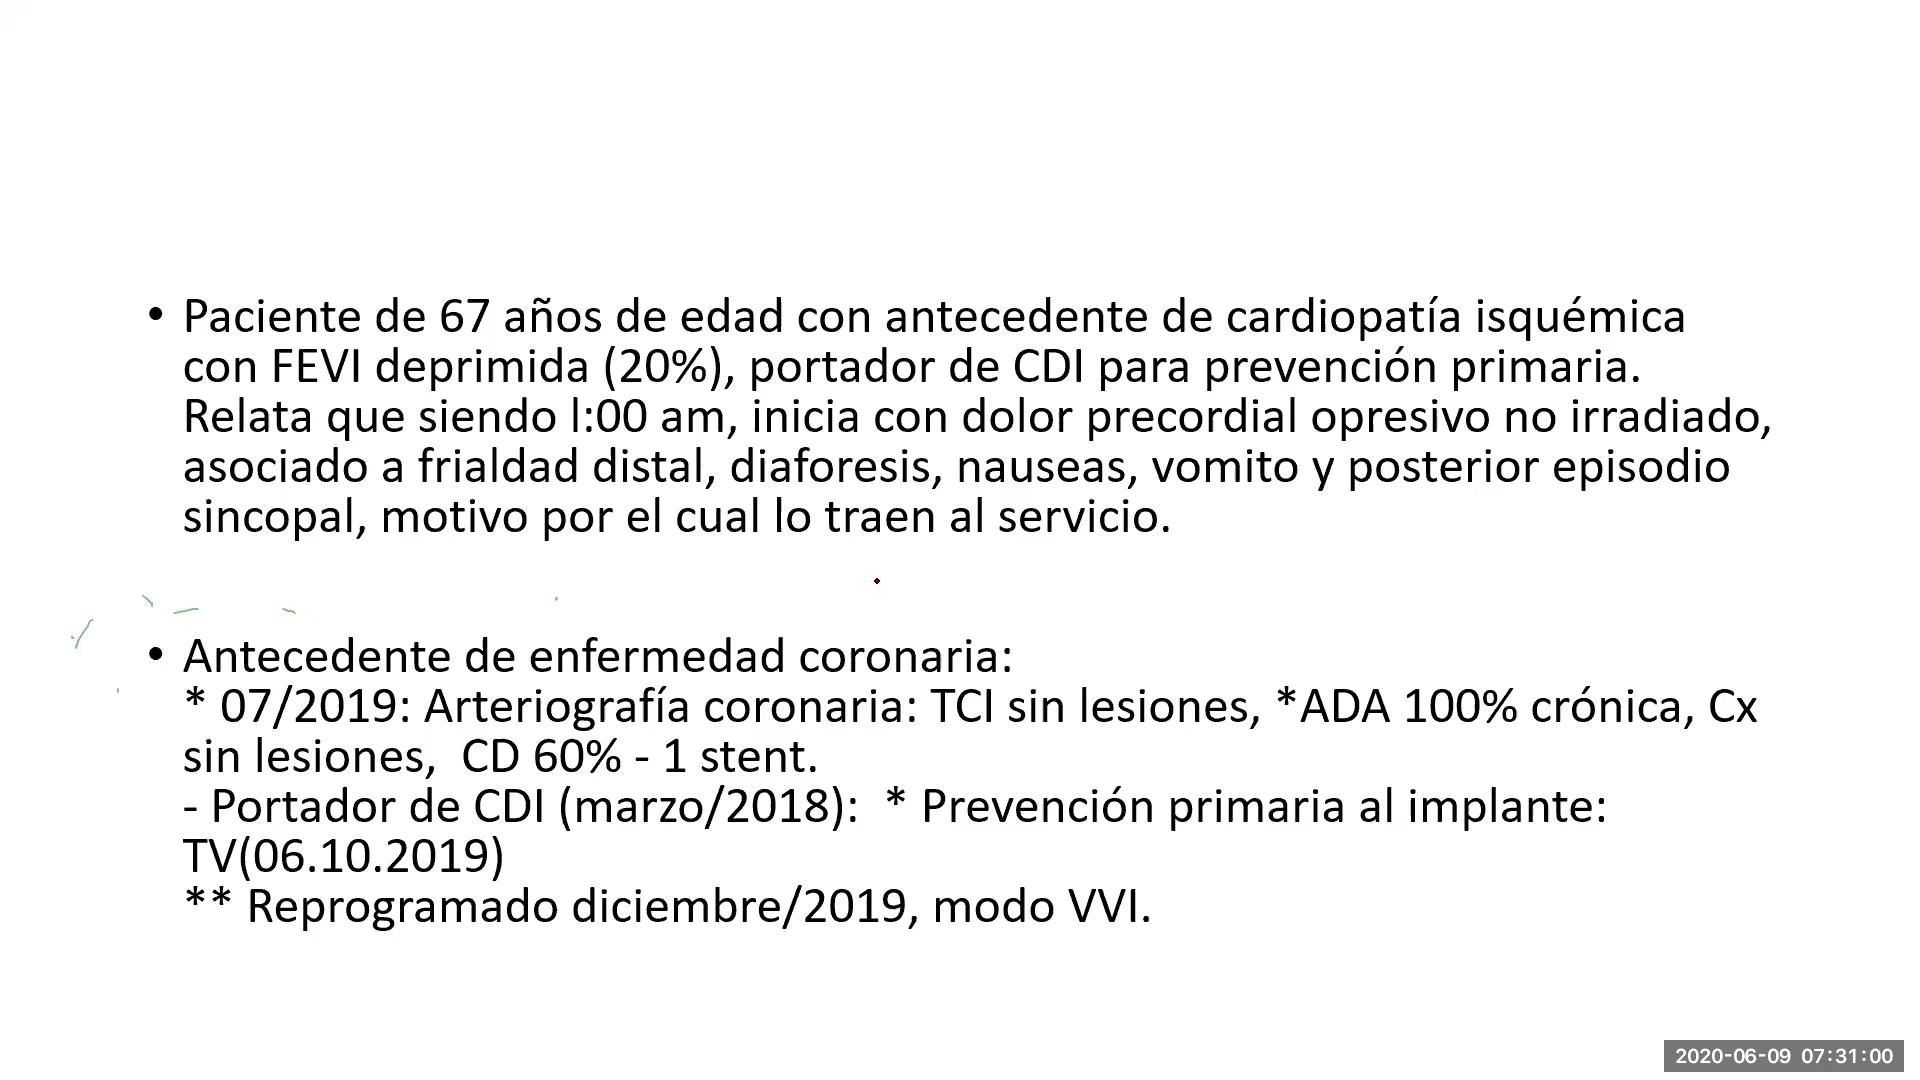 • Paciente de 67 años de edad con antecedente de cardiopatía isquémica
con FEVI deprimida (20%), portador de CDI para prevención primaria.
Relata que siendo l:00 am, inicia con dolor precordial opresivo no irradiado,
asociado a frialdad distal, diaforesis, nauseas, vomito y posterior episodio
sincopal, motivo por el cual lo traen al servicio.
• Antecedente de enfermedad coronaria:
* 07/2019: Arteriografía coronaria: TCI sin lesiones, *ADA 100% crónica, Cx
sin lesiones,  CD 60% - 1 stent.
- Portador de CDI (marzo/2018):  * Prevención primaria al implante:
TV(06.10.2019)
** Reprogramado diciembre/2019, modo VVI.
2020-06-09 07:31:00